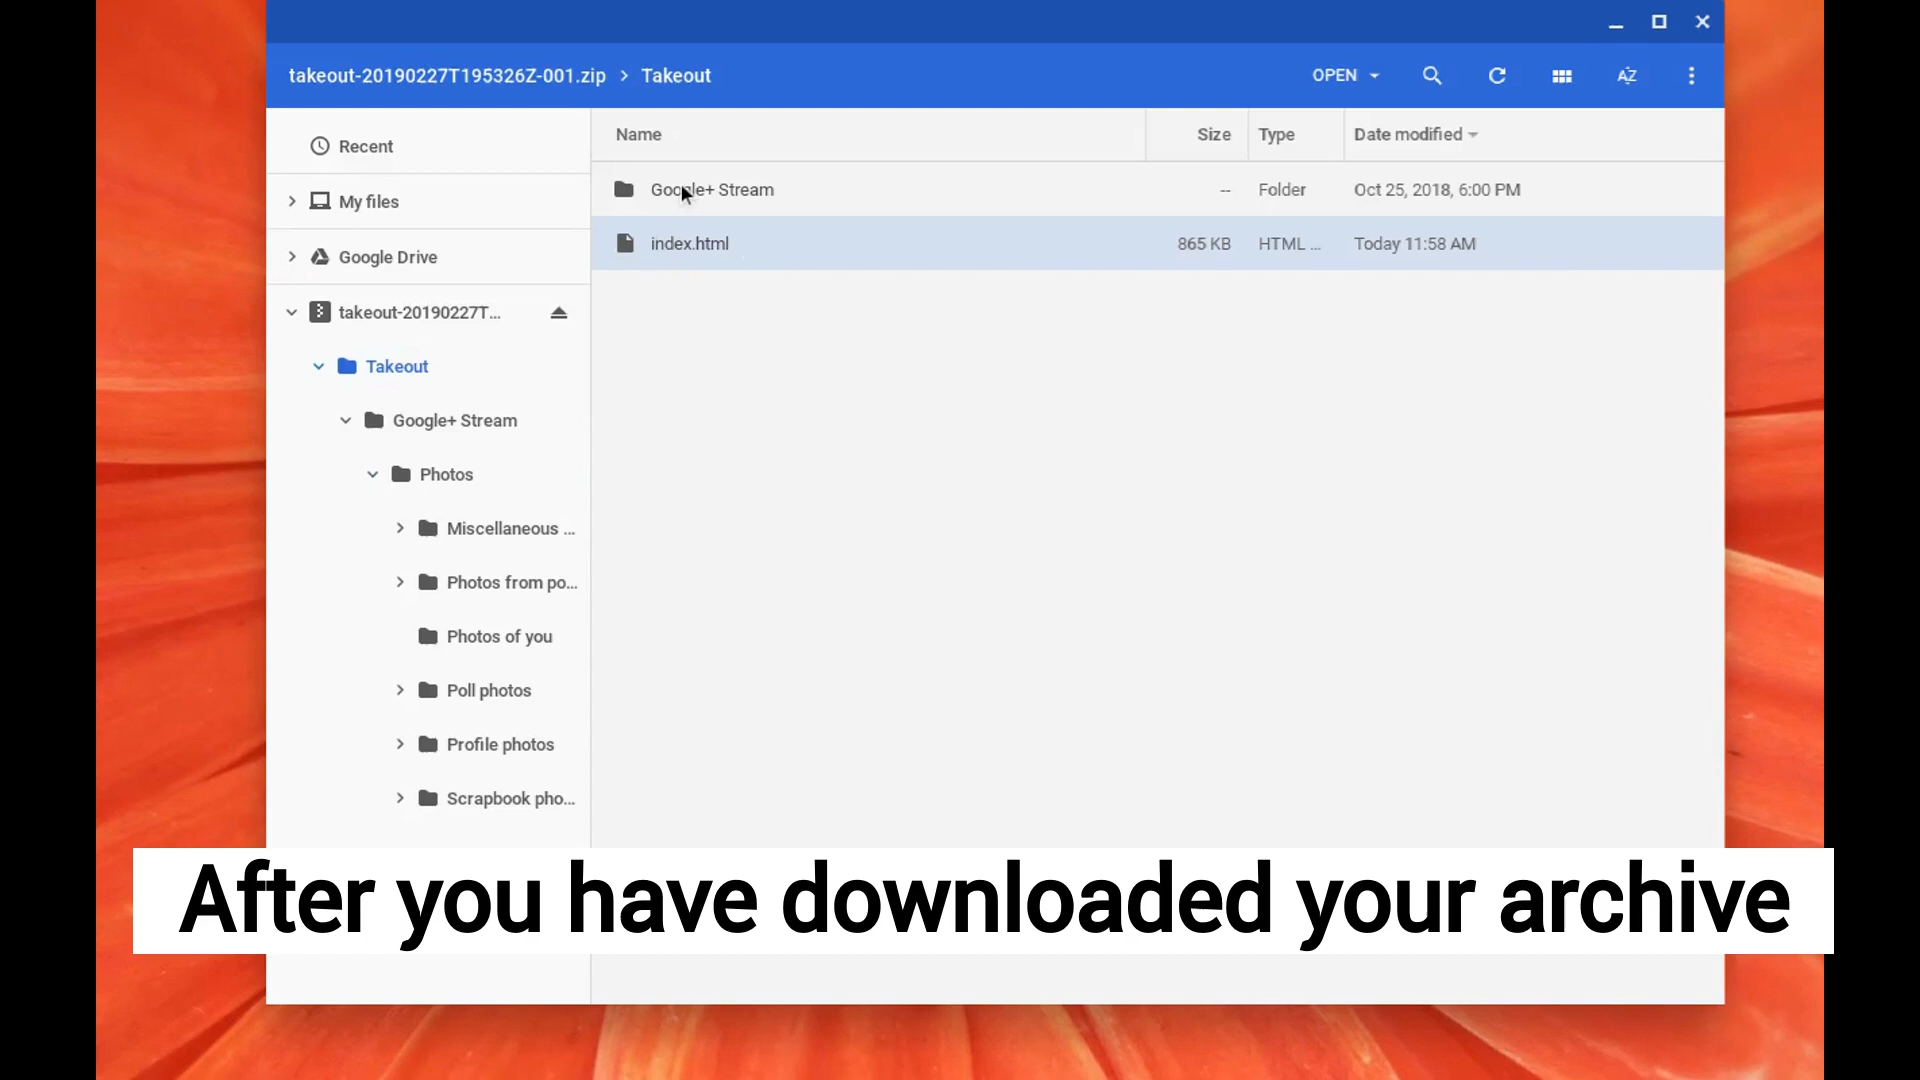 takeout-20190227T195326Z-001.zip > Takeout
OPEN
AZ
Recent
My files
Google Drive
takeout-20190227T...
Takeout
Google+ Stream
Photos
Miscellaneous ...
Photos from po...
Photos of you
Poll photos
Profile photos
Scrapbook pho...
Name Size Type Date modified
Google+ Stream -- Folder Oct 25, 2018, 6:00 PM
index.html 865 KB HTML ... Today 11:58 AM
After you have downloaded your archive